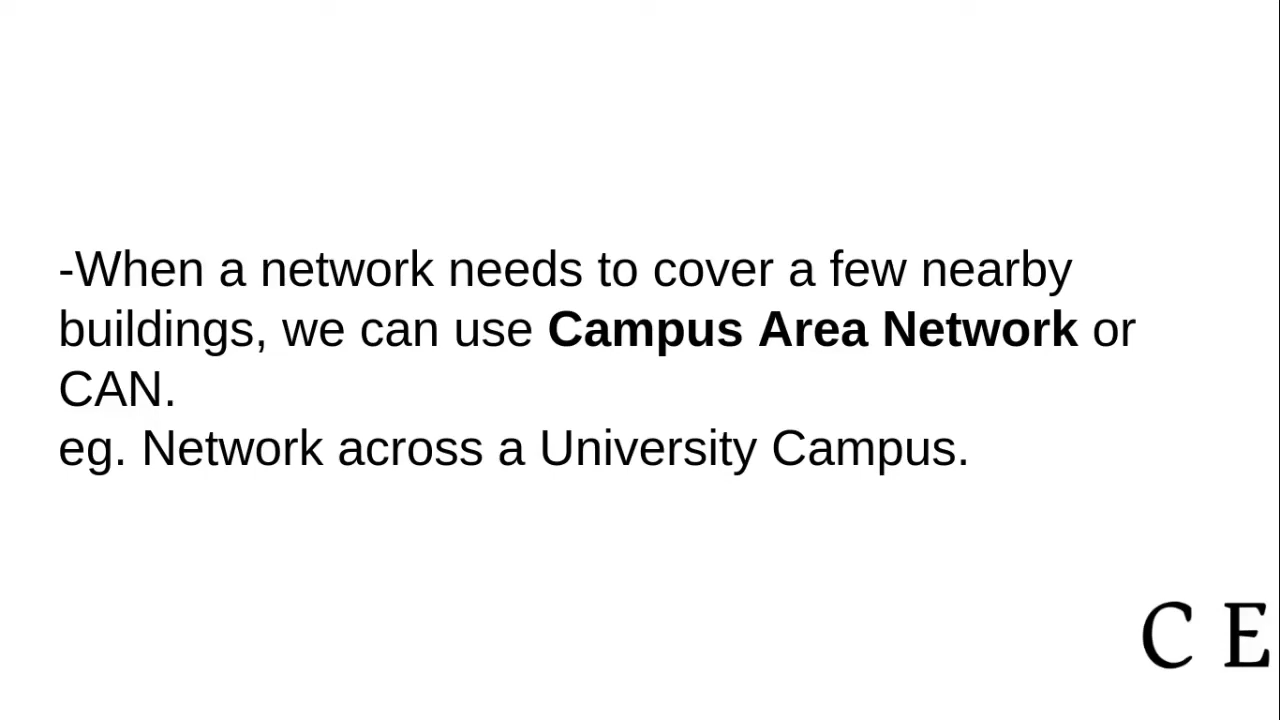 -When a network needs to cover a few nearby
buildings, we can use Campus Area Network or
CAN.
eg. Network across a University Campus.
C E